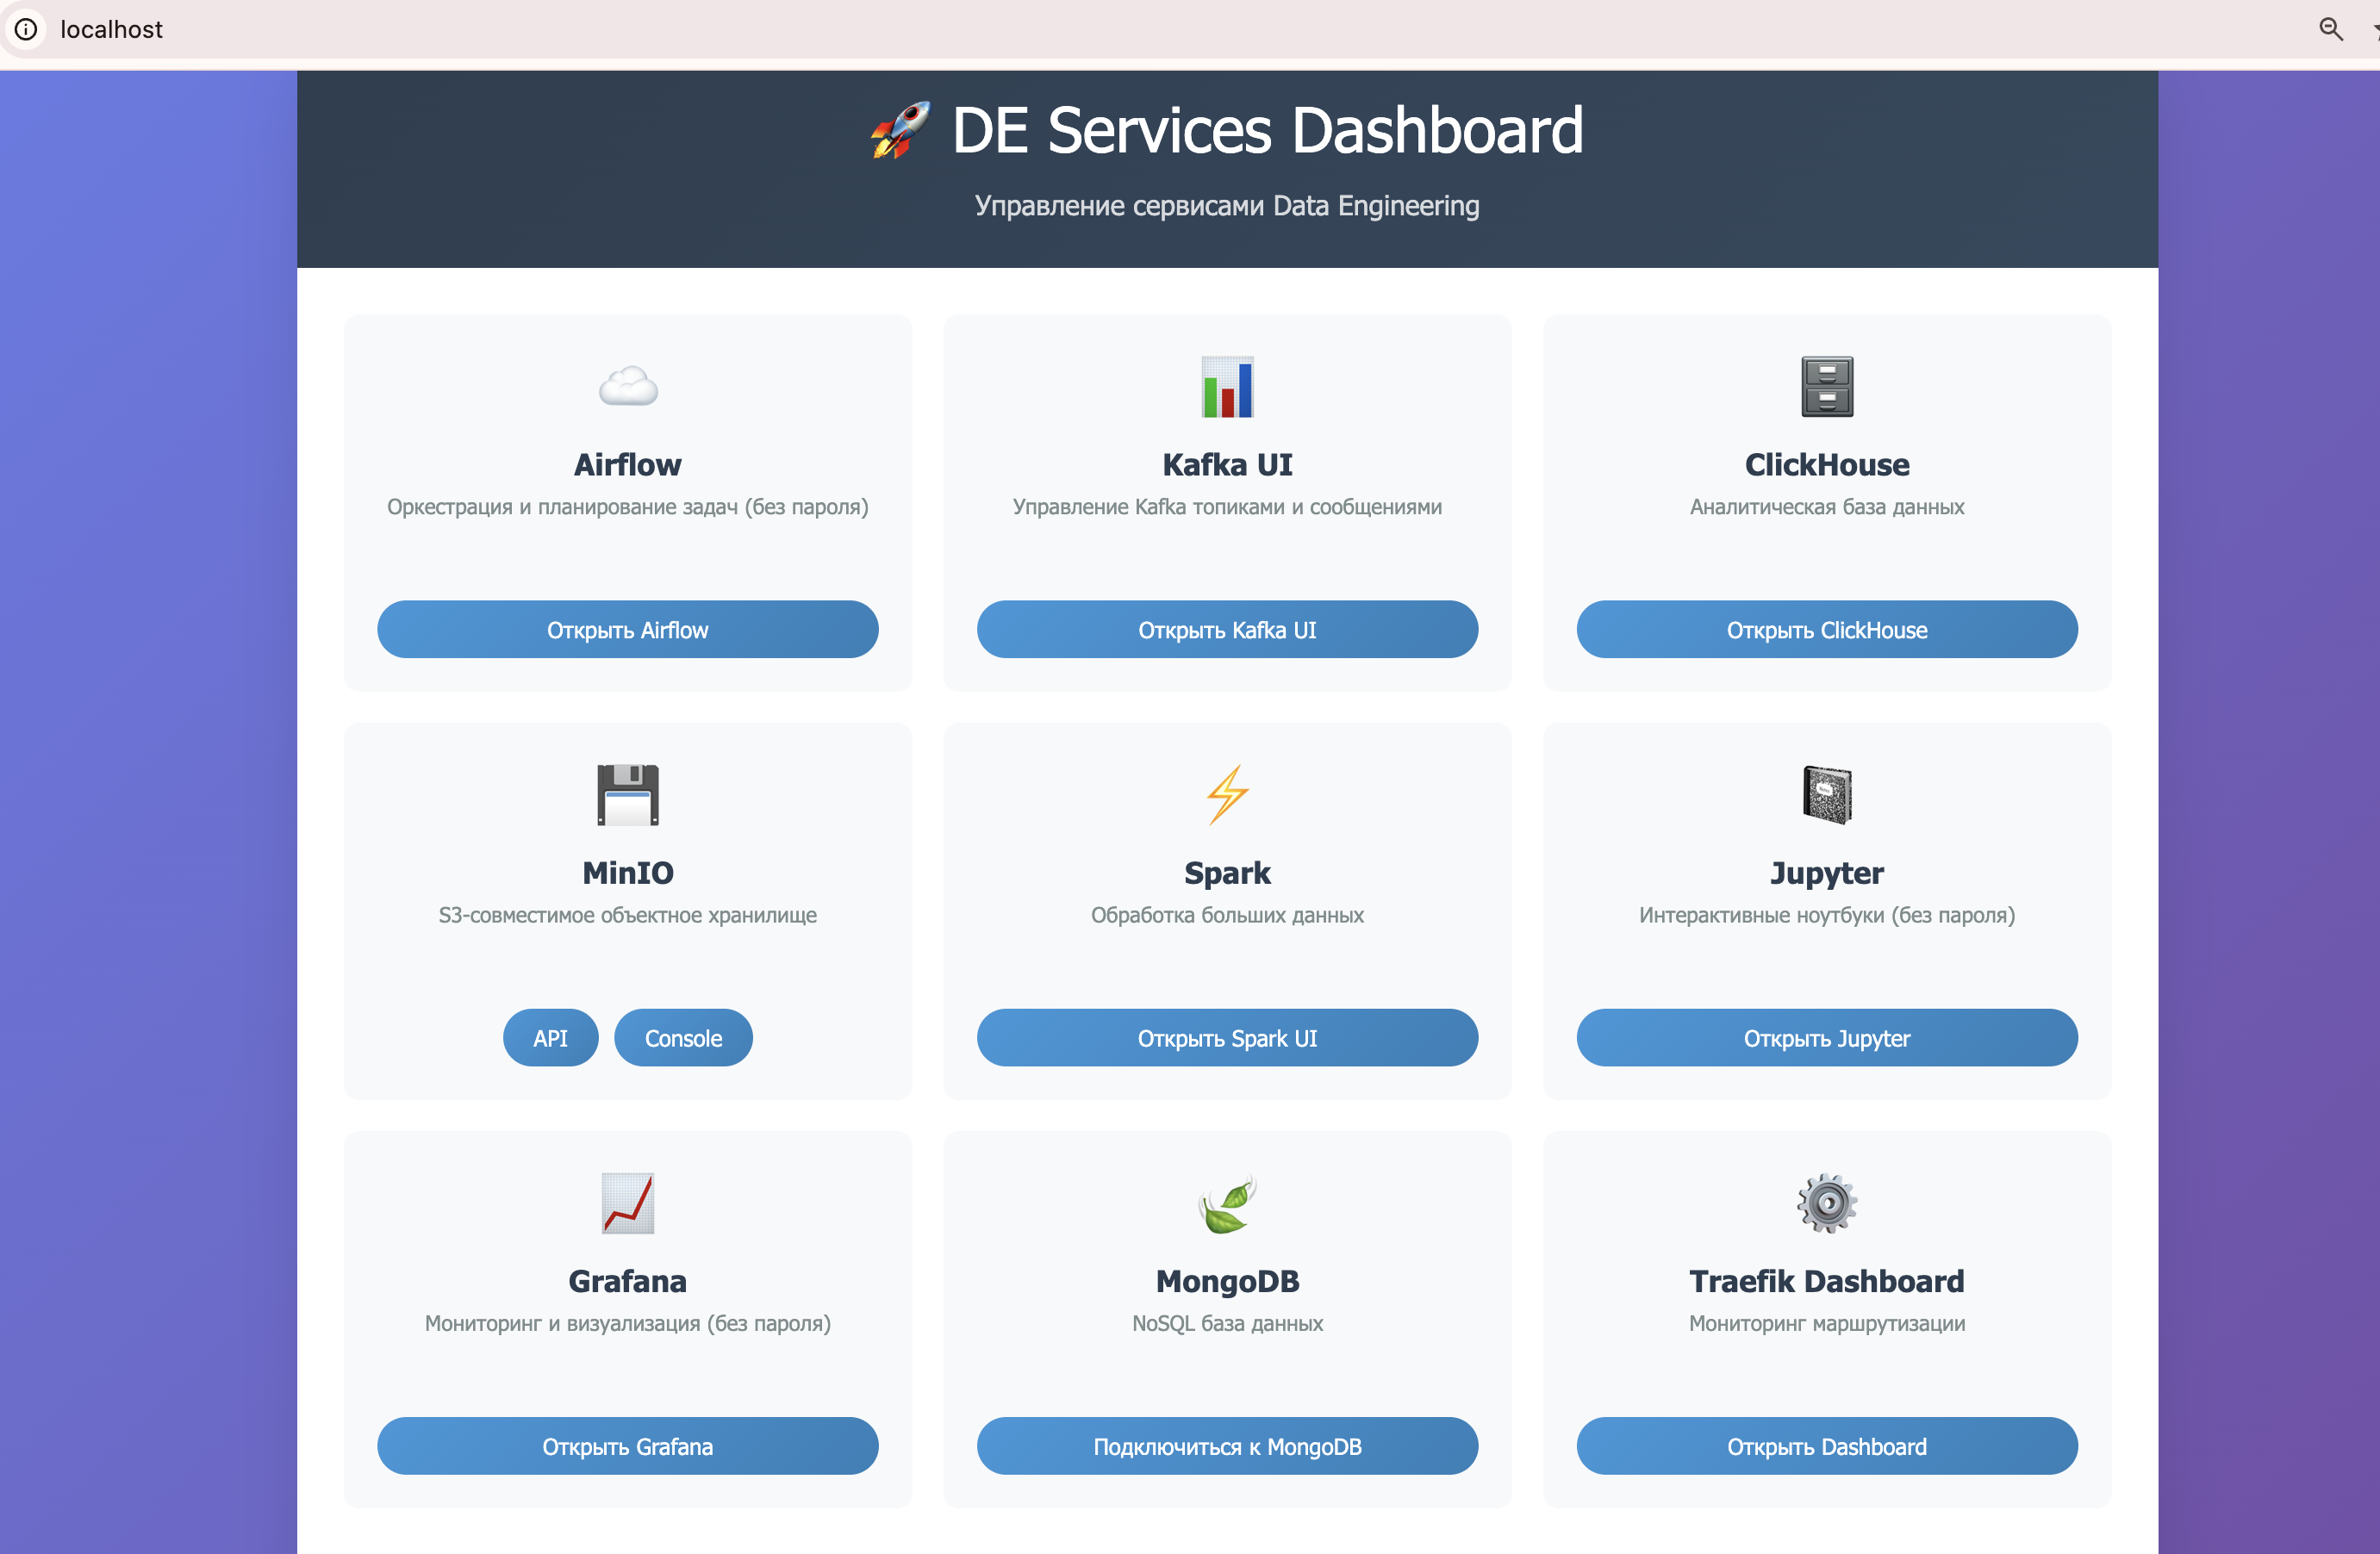 localhost
DE Services Dashboard
Управление сервисами Data Engineering
Airflow
Оркестрация и планирование задач (без пароля)
Открыть Airflow
Kafka UI
Управление Kafka топиками и сообщениями
Открыть Kafka UI
ClickHouse
Аналитическая база данных
Открыть ClickHouse
MinIO
S3-совместимое объектное хранилище
API
Console
Spark
Обработка больших данных
Открыть Spark UI
Jupyter
Интерактивные ноутбуки (без пароля)
Открыть Jupyter
Grafana
Мониторинг и визуализация (без пароля)
Открыть Grafana
MongoDB
NoSQL база данных
Подключиться к MongoDB
Traefik Dashboard
Мониторинг маршрутизации
Открыть Dashboard